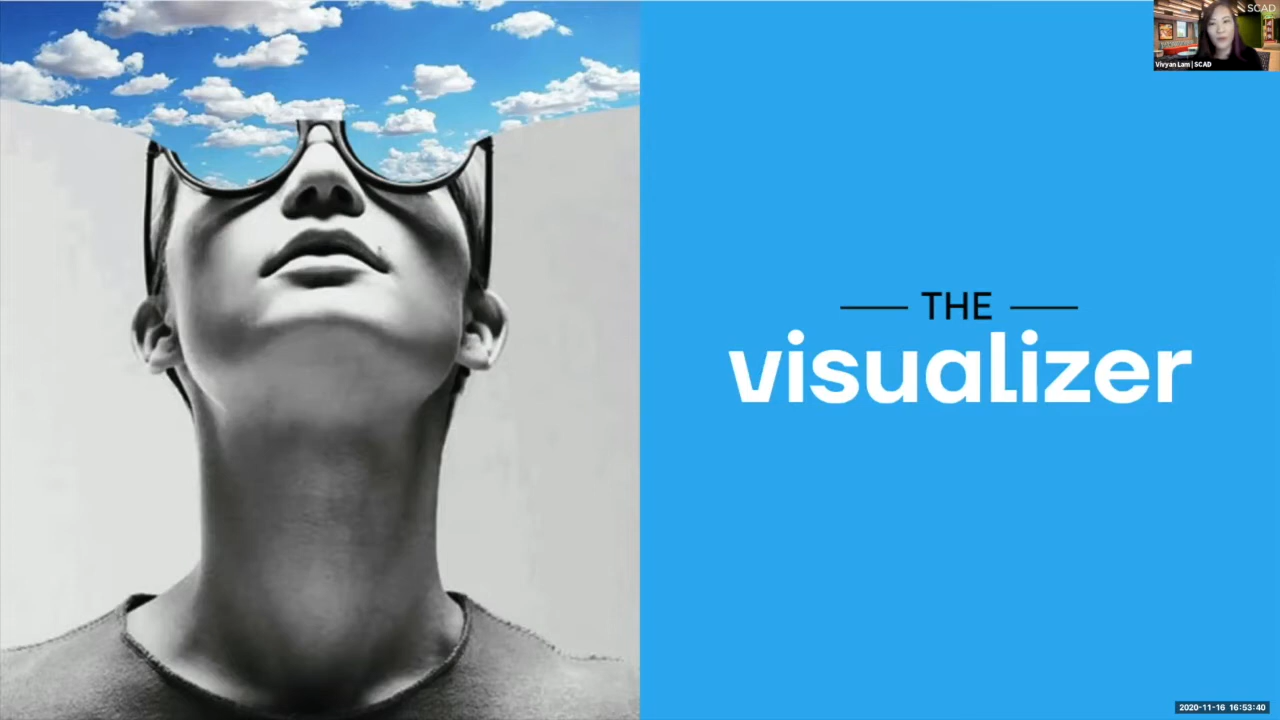 SCAD
Vivyan Lam | SCAD
THE
visualizer
2020-11-16 16:53:40